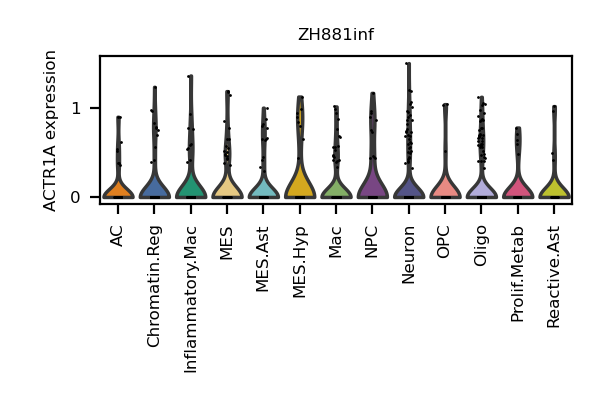 ZH881inf
ACTR1A expression
1
0
AC
Chromatin.Reg
Inflammatory.Mac
MES
MES.Ast
MES.Hyp
Mac
NPC
Neuron
OPC
Oligo
Prolif.Metab
Reactive.Ast